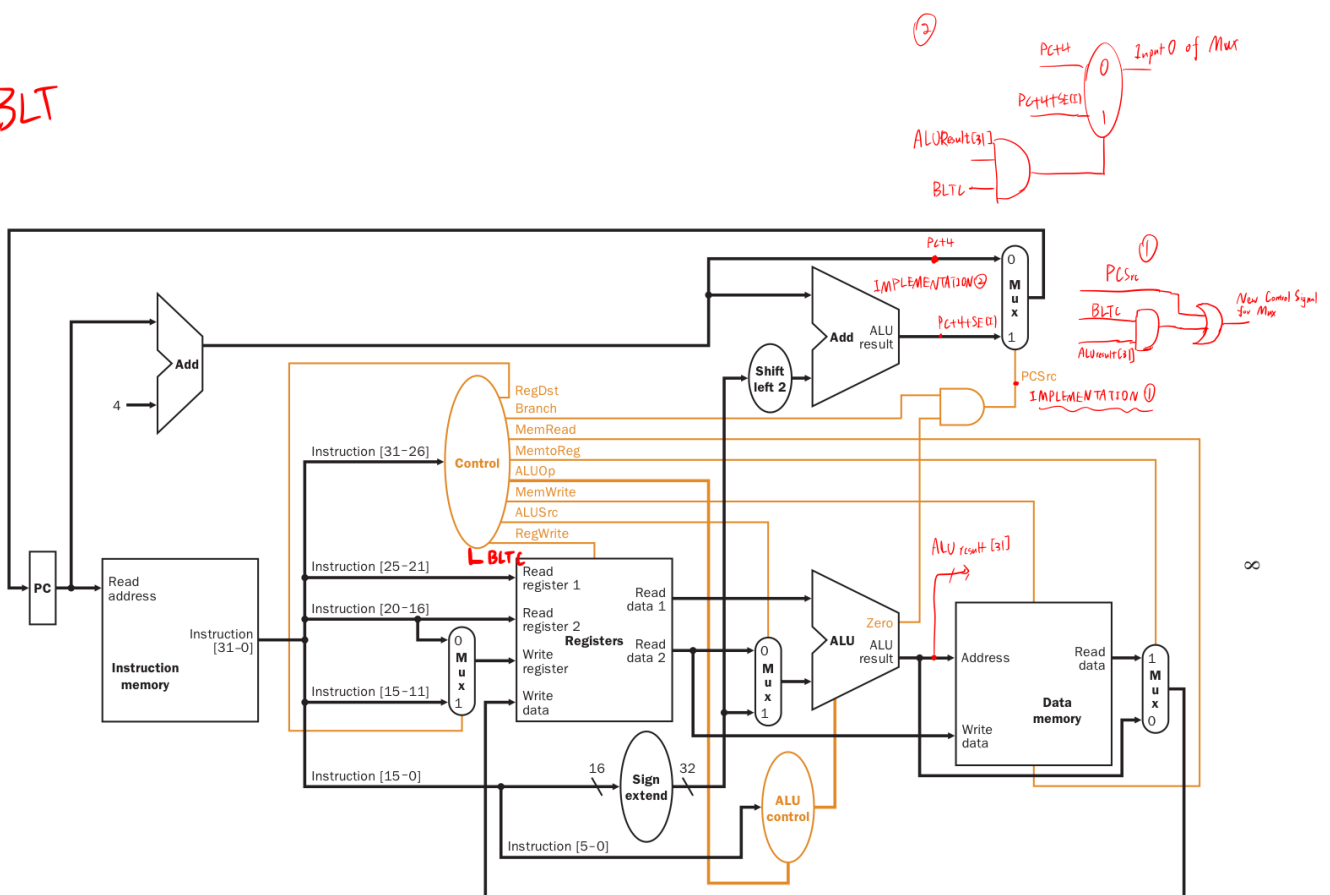 ②
PC+4
0
Input 0 of Mux
PC+4+SE(I)
1
BLT
ALUResult[31]
BLTC
①
PCSrc
BLTC
ALUresult[31]
New Control Signal
for Mux
PC+4
IMPLEMENTATION ②
0
M
u
x
1
Add
ALU
result
PC+4+SE(I)
Add
4
Shift
left 2
PCSrc
IMPLEMENTATION ①
RegDst
Branch
MemRead
MemtoReg
ALUOp
MemWrite
ALUSrc
RegWrite
Instruction [31–26]
Control
BLTC
PC
Read
address
Instruction
[31–0]
Instruction
memory
Instruction [25–21]
Instruction [20–16]
Instruction [15–11]
Instruction [15–0]
0
M
u
x
1
Read
register 1
Read
register 2
Registers
Write
register
Write
data
Read
data 1
Read
data 2
0
M
u
x
1
ALU
Zero
ALU
result
ALU result [31]
Address
Read
data
Data
memory
Write
data
1
M
u
x
0
∞
16
Sign
extend
32
ALU
control
Instruction [5–0]